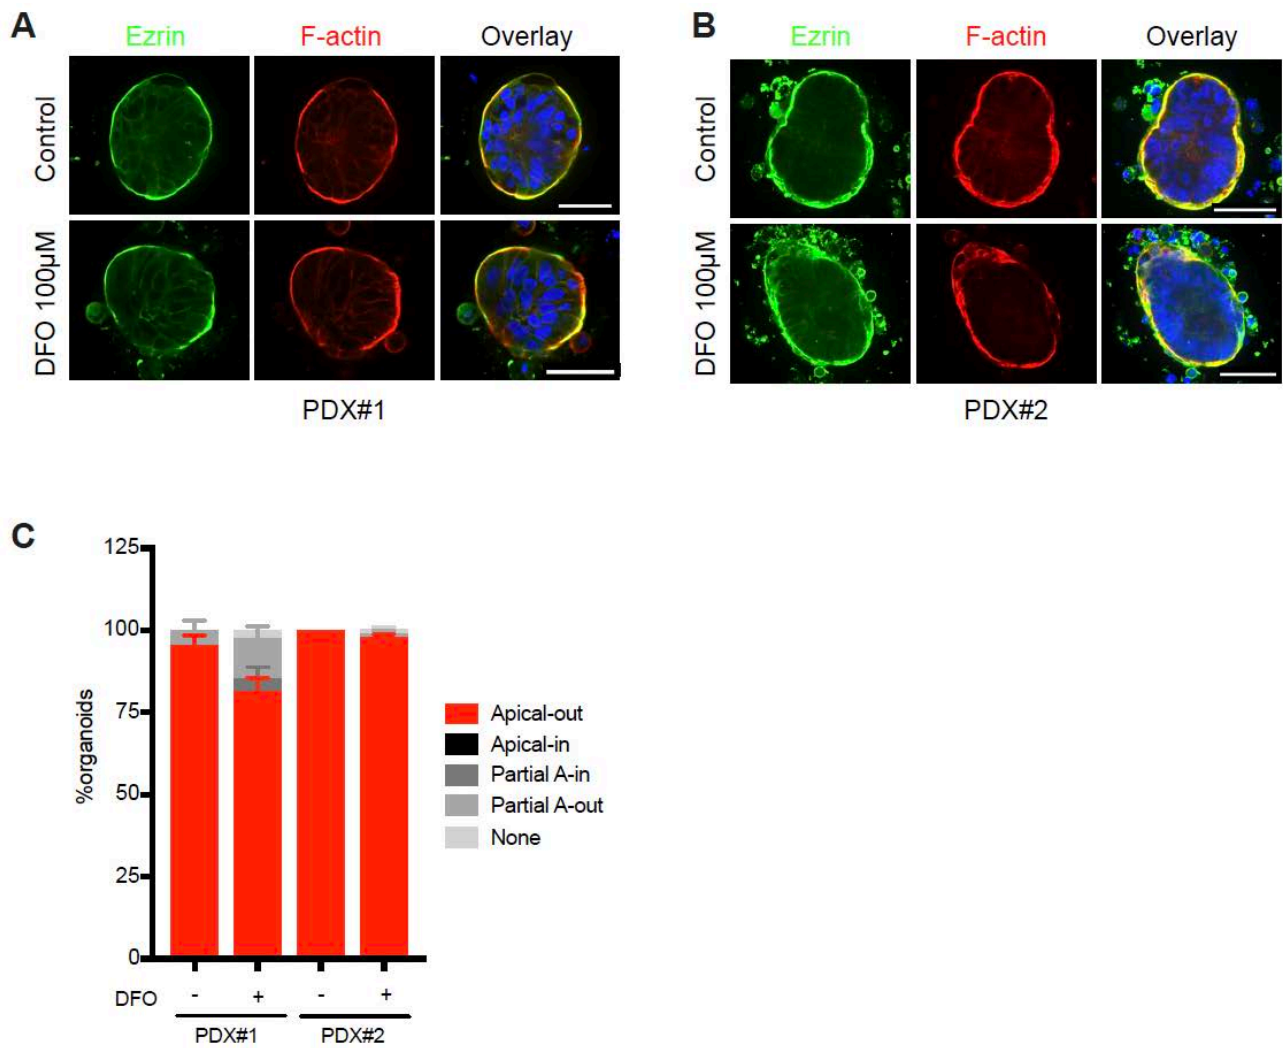 A
Ezrin
F-actin
Overlay
Control
DFO 100µM
PDX#1
B
Ezrin
F-actin
Overlay
Control
DFO 100µM
PDX#2
C
125
100
75
50
25
0
%organoids
Apical-out
Apical-in
Partial A-in
Partial A-out
None
DFO - + - +
PDX#1 PDX#2